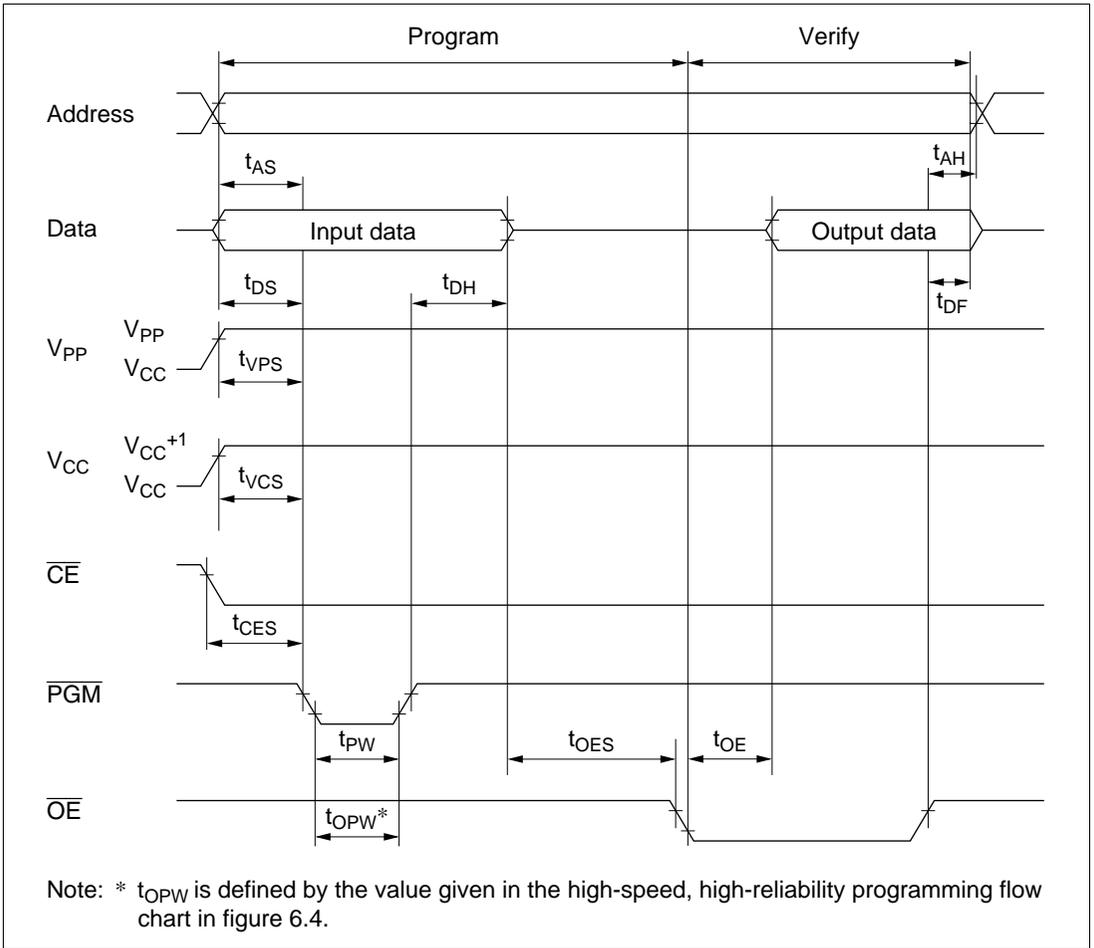 Program Verify
Address
tAS
tAH
Data Input data Output data
tDS tDH
tDF
VPP VPP
VCC
tVPS
VCC VCC+1
VCC
tVCS
CE
tCES
PGM
tPW tOES tOE
OE
tOPW*
Note: * tOPW is defined by the value given in the high-speed, high-reliability programming flow
chart in figure 6.4.